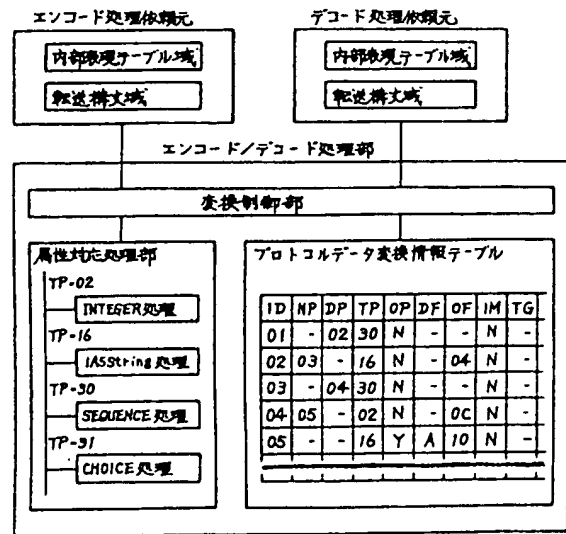 エンコード処理依頼元
内部表現テーブル域
転送構文域
デコード処理依頼元
内部表現テーブル域
転送構文域
エンコード/デコード処理部
変換制御部
属性対応処理部
TP-02
INTEGER処理
TP-16
IA5String処理
TP-30
SEQUENCE処理
TP-31
CHOICE処理
プロトコルデータ変換情報テーブル
ID NP DP TP OP DF OF IM TG
01 - 02 30 N - - N -
02 03 - 16 N - 04 N -
03 - 04 30 N - - N -
04 05 - 02 N - 0C N -
05 - - 16 Y A 10 N -